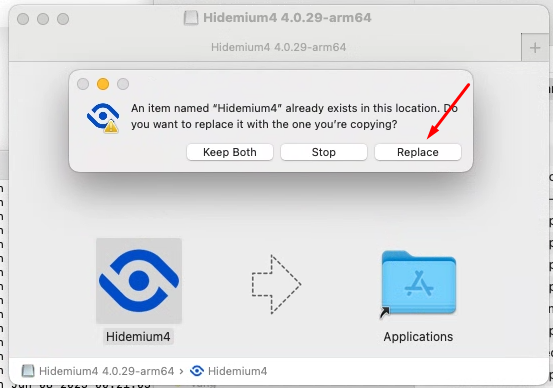 Hidemium4 4.0.29-arm64
Hidemium4 4.0.29-arm64
+
An item named “Hidemium4” already exists in this location. Do
you want to replace it with the one you’re copying?
Keep Both
Stop
Replace
Hidemium4
Applications
Hidemium4 4.0.29-arm64 › Hidemium4